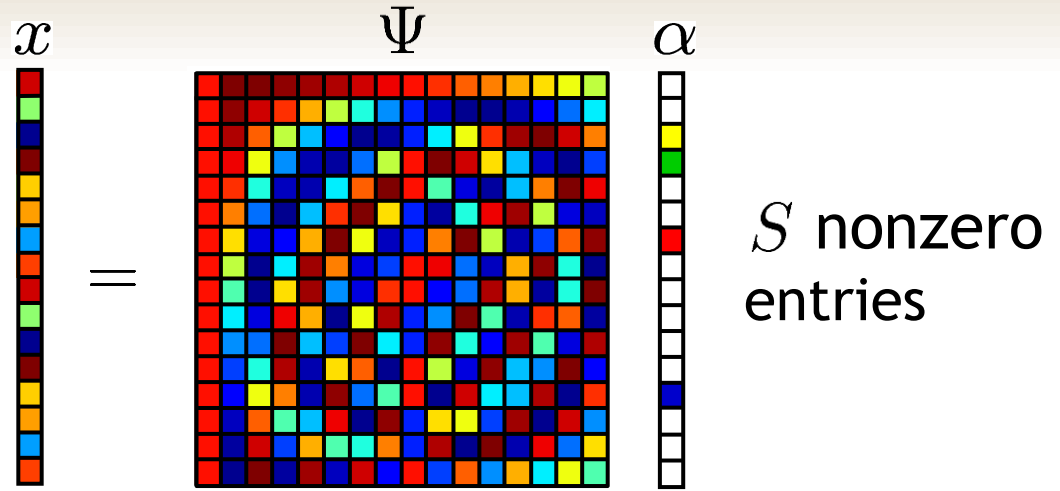 x Ψ α
=
S nonzero
entries